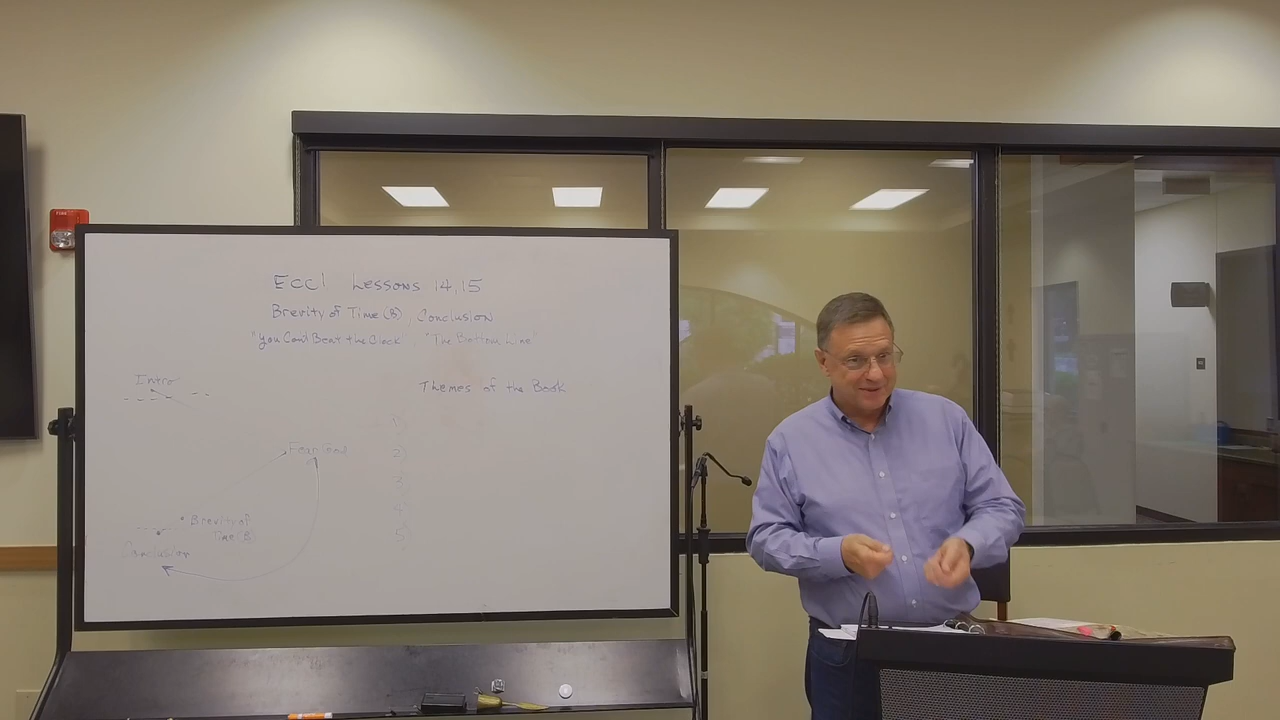 Eccl Lessons 14,15
Brevity of Time (B), Conclusion
"You Can't Beat the Clock" "The Bottom Line"
Intro
Themes of the Book
1)
Fear God
2)
3)
4)
Brevity of
Time (B)
5)
Conclusion
FIRE